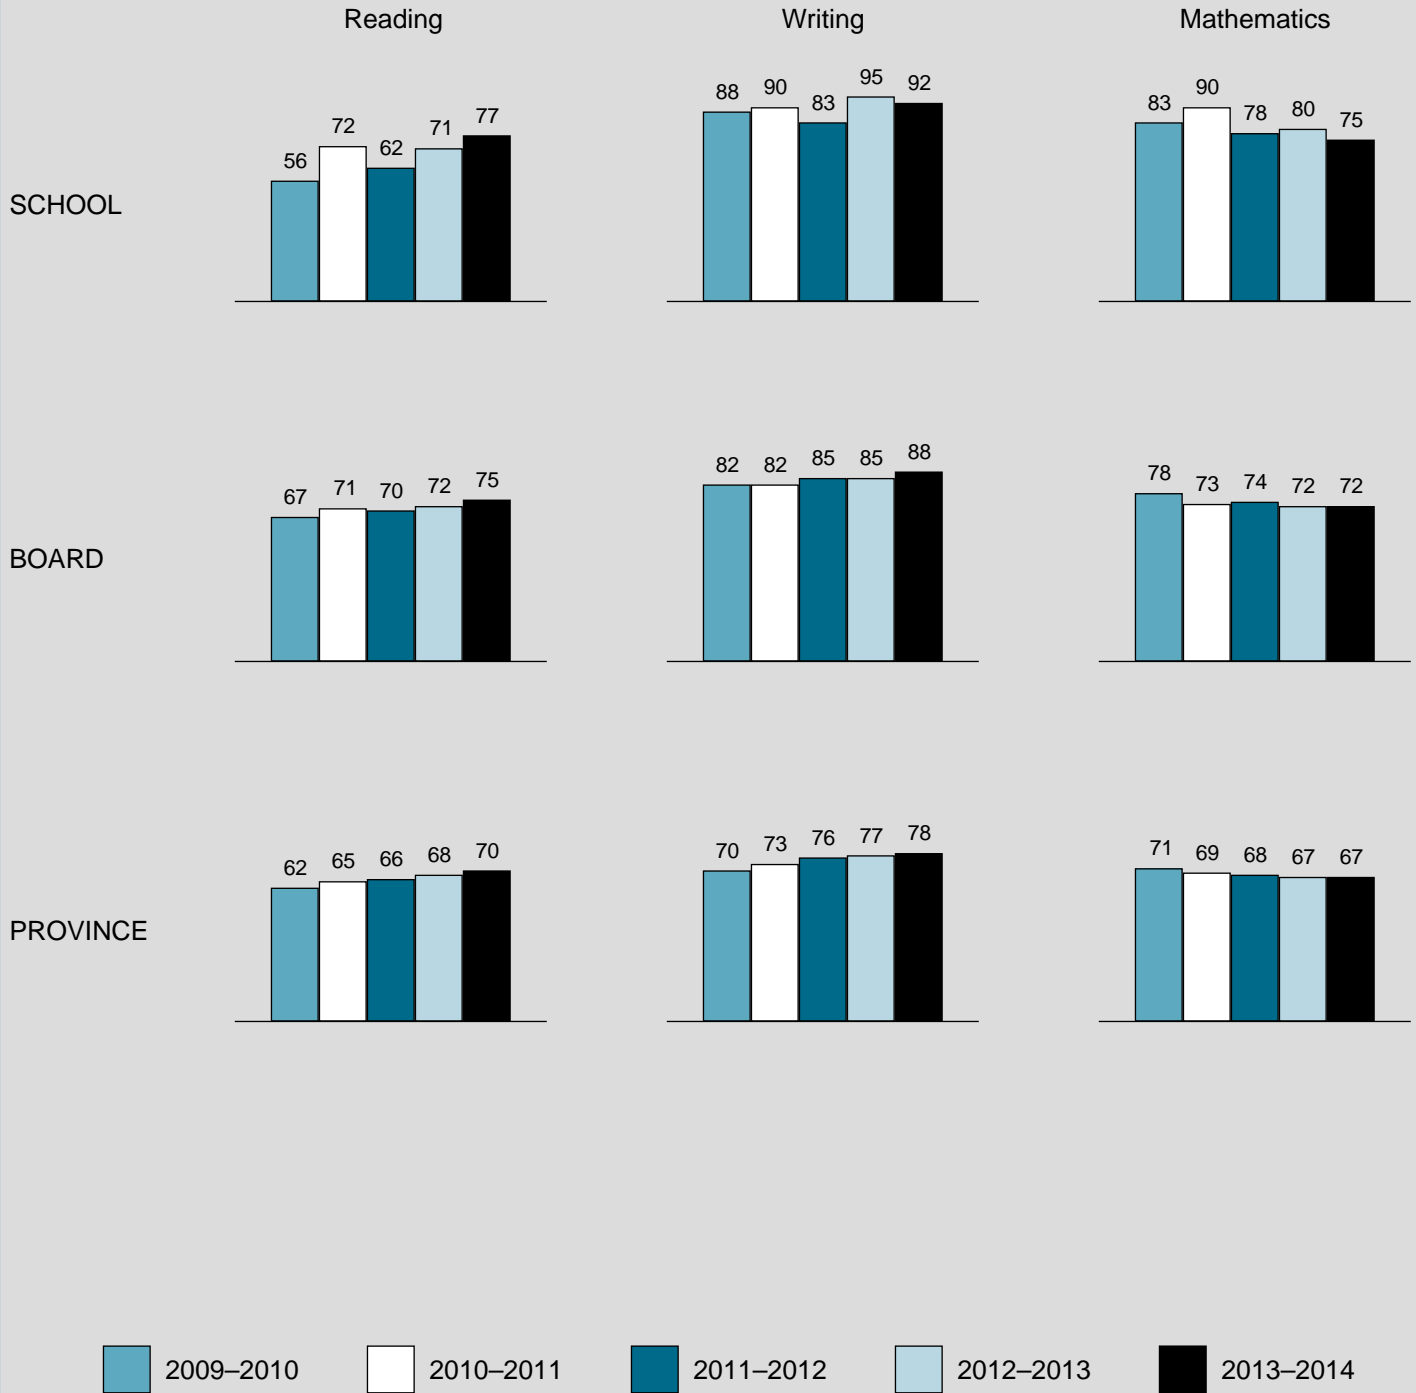 Reading Writing Mathematics
SCHOOL
56 72 62 71 77
88 90 83 95 92
83 90 78 80 75
BOARD
67 71 70 72 75
82 82 85 85 88
78 73 74 72 72
PROVINCE
62 65 66 68 70
70 73 76 77 78
71 69 68 67 67
2009–2010 2010–2011 2011–2012 2012–2013 2013–2014